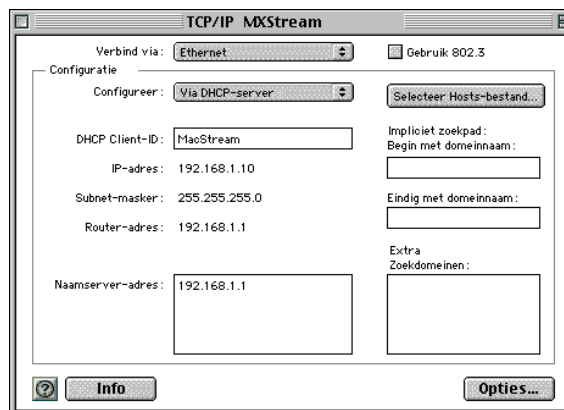 TCP/IP MXStream
Verbind via: Ethernet
Gebruik 802.3
Configuratie
Configureer: Via DHCP-server
Selecteer Hosts-bestand...
DHCP Client-ID: MacStream
IP-adres: 192.168.1.10
Subnet-masker: 255.255.255.0
Router-adres: 192.168.1.1
Naamserver-adres: 192.168.1.1
Impliciet zoekpad:
Begin met domeinnaam:
Eindig met domeinnaam:
Extra
Zoekdomeinen:
?
Info
Opties...